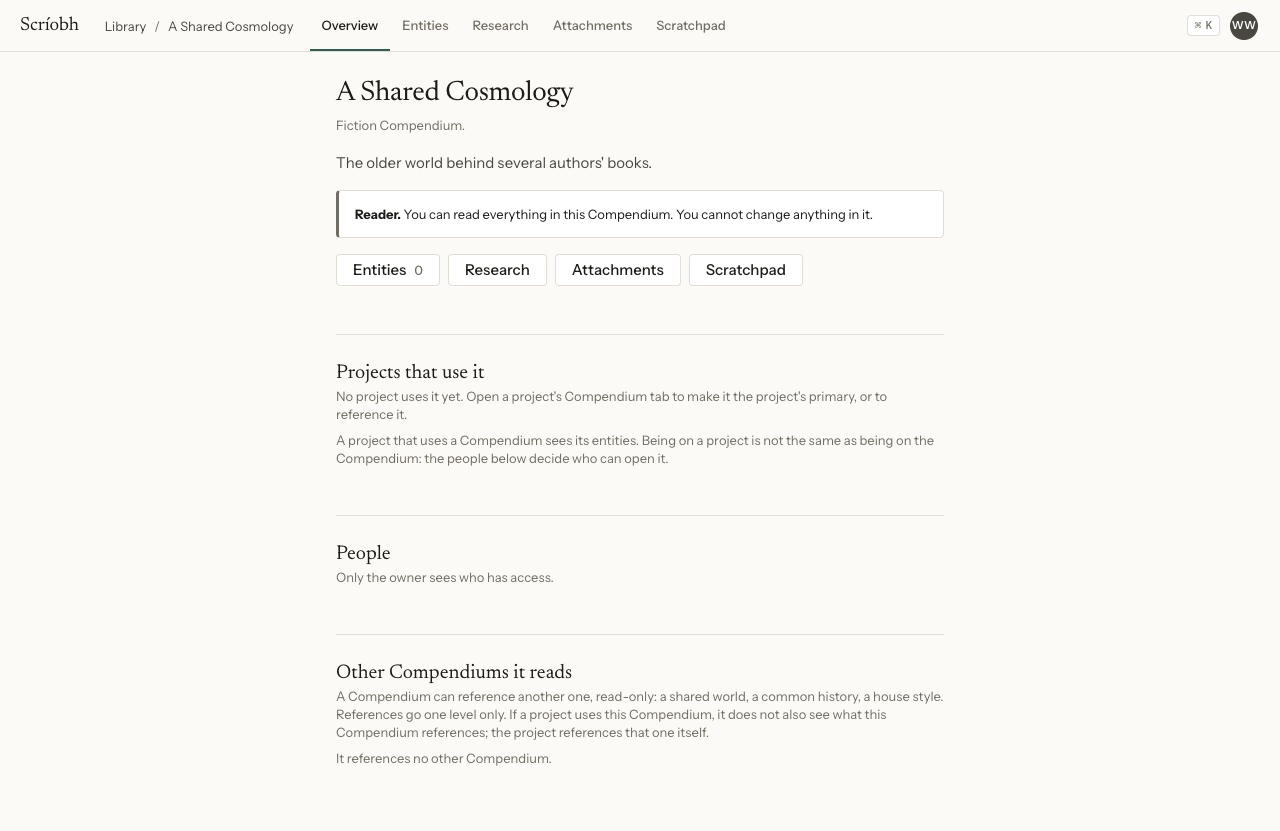 Scríobh
Library / A Shared Cosmology
Overview
Entities
Research
Attachments
Scratchpad
⌘ K
WW
A Shared Cosmology
Fiction Compendium.
The older world behind several authors' books.
Reader. You can read everything in this Compendium. You cannot change anything in it.
Entities 0
Research
Attachments
Scratchpad
Projects that use it
No project uses it yet. Open a project's Compendium tab to make it the project's primary, or to
reference it.
A project that uses a Compendium sees its entities. Being on a project is not the same as being on the
Compendium: the people below decide who can open it.
People
Only the owner sees who has access.
Other Compendiums it reads
A Compendium can reference another one, read-only: a shared world, a common history, a house style.
References go one level only. If a project uses this Compendium, it does not also see what this
Compendium references; the project references that one itself.
It references no other Compendium.